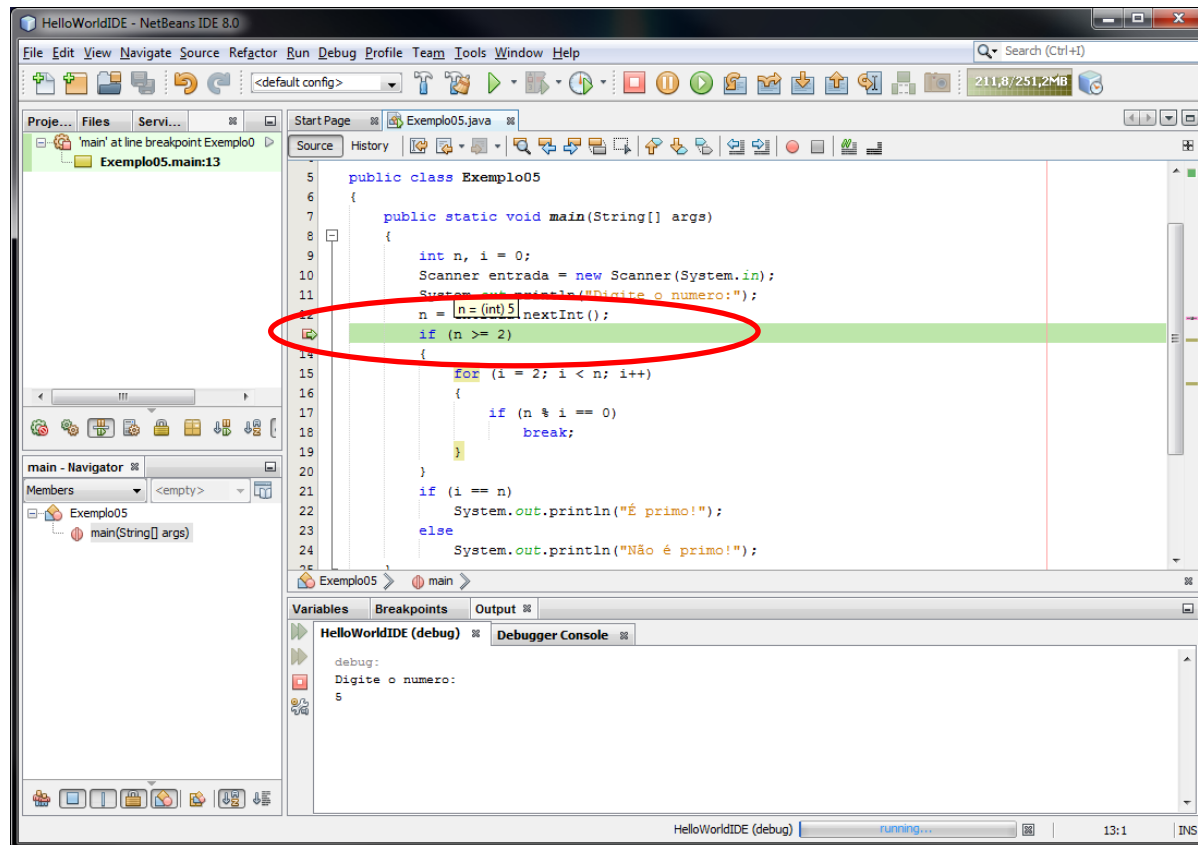 HelloWorldIDE - NetBeans IDE 8.0
File Edit View Navigate Source Refactor Run Debug Profile Team Tools Window Help
Search (Ctrl+I)
<default config>
211,8/251,2MB
Proje... Files Servi...
'main' at line breakpoint Exemplo0
Exemplo05.main:13
Start Page Exemplo05.java
Source History
5 public class Exemplo05
6 {
7 public static void main(String[] args)
8 {
9 int n, i = 0;
10 Scanner entrada = new Scanner(System.in);
11 System.out.println("Digite o numero:");
n = (int) 5
12 n = entrada.nextInt();
if (n >= 2)
14 {
15 for (i = 2; i < n; i++)
16 {
17 if (n % i == 0)
18 break;
19 }
20 }
21 if (i == n)
22 System.out.println("É primo!");
23 else
24 System.out.println("Não é primo!");
25 }
main - Navigator
Members <empty>
Exemplo05
main(String[] args)
Exemplo05 main
Variables Breakpoints Output
HelloWorldIDE (debug) Debugger Console
debug:
Digite o numero:
5
HelloWorldIDE (debug) running... 13:1 INS